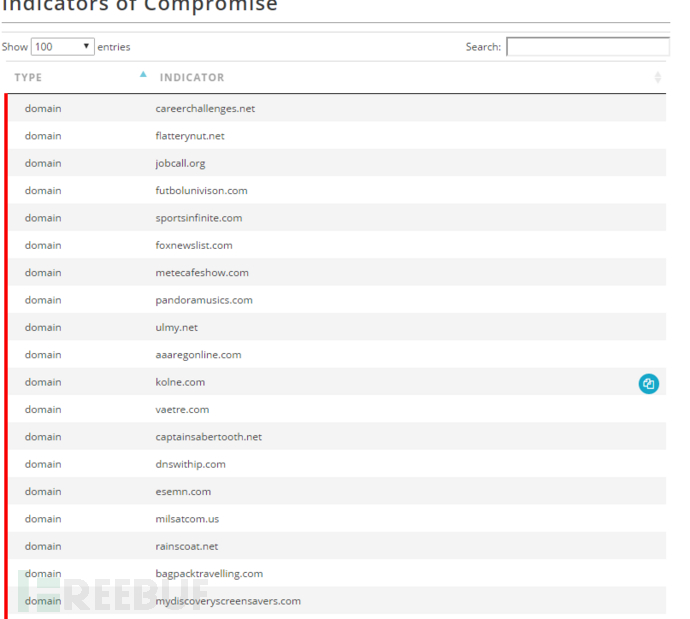 Indicators of Compromise
Show 100 entries Search:
TYPE INDICATOR
domain careerchallenges.net
domain flatterynut.net
domain jobcall.org
domain futbolunivison.com
domain sportsinfinite.com
domain foxnewslist.com
domain metecafeshow.com
domain pandoramusics.com
domain ulmy.net
domain aaaregonline.com
domain kolne.com
domain vaetre.com
domain captainsabertooth.net
domain dnswithip.com
domain esemn.com
domain milsatcom.us
domain rainscoat.net
domain bagpacktravelling.com
domain mydiscoveryscreensavers.com
FREEBUF